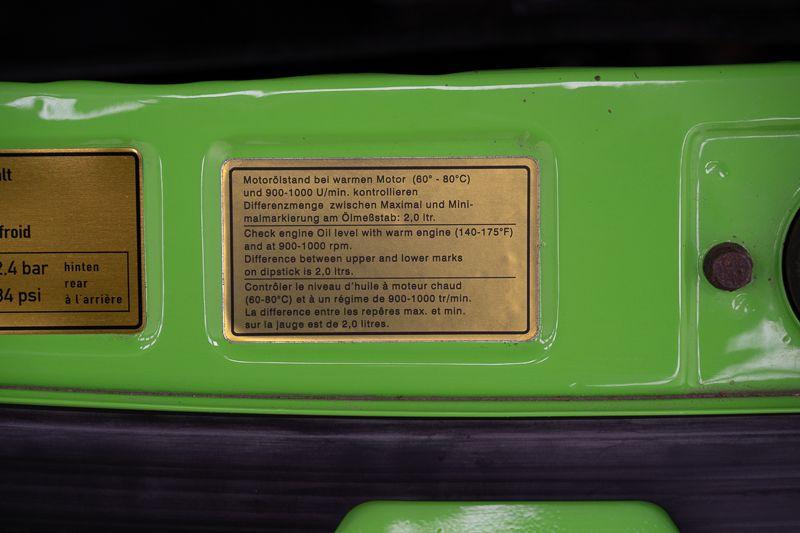 alt
froid
2,4 bar
34 psi
hinten
rear
à l'arrière
Motorölstand bei warmen Motor (60° - 80°C)
und 900-1000 U/min. kontrollieren
Differenzmenge zwischen Maximal und Mini-
malmarkierung am Ölmeßstab: 2,0 ltr.
Check engine Oil level with warm engine (140-175°F)
and at 900-1000 rpm.
Difference between upper and lower marks
on dipstick is 2,0 ltrs.
Contrôler le niveau d'huile à moteur chaud
(60-80°C) et à un régime de 900-1000 tr/min.
La difference entre les repêres max. et min.
sur la jauge est de 2,0 litres.